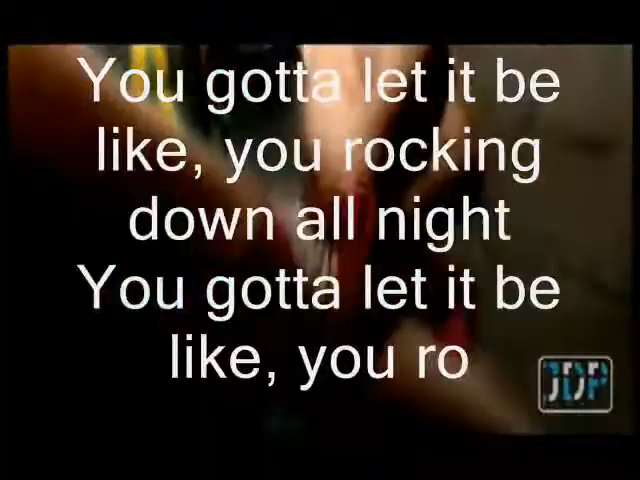 You gotta let it be
like, you rocking
down all night
You gotta let it be
like, you ro
JDP